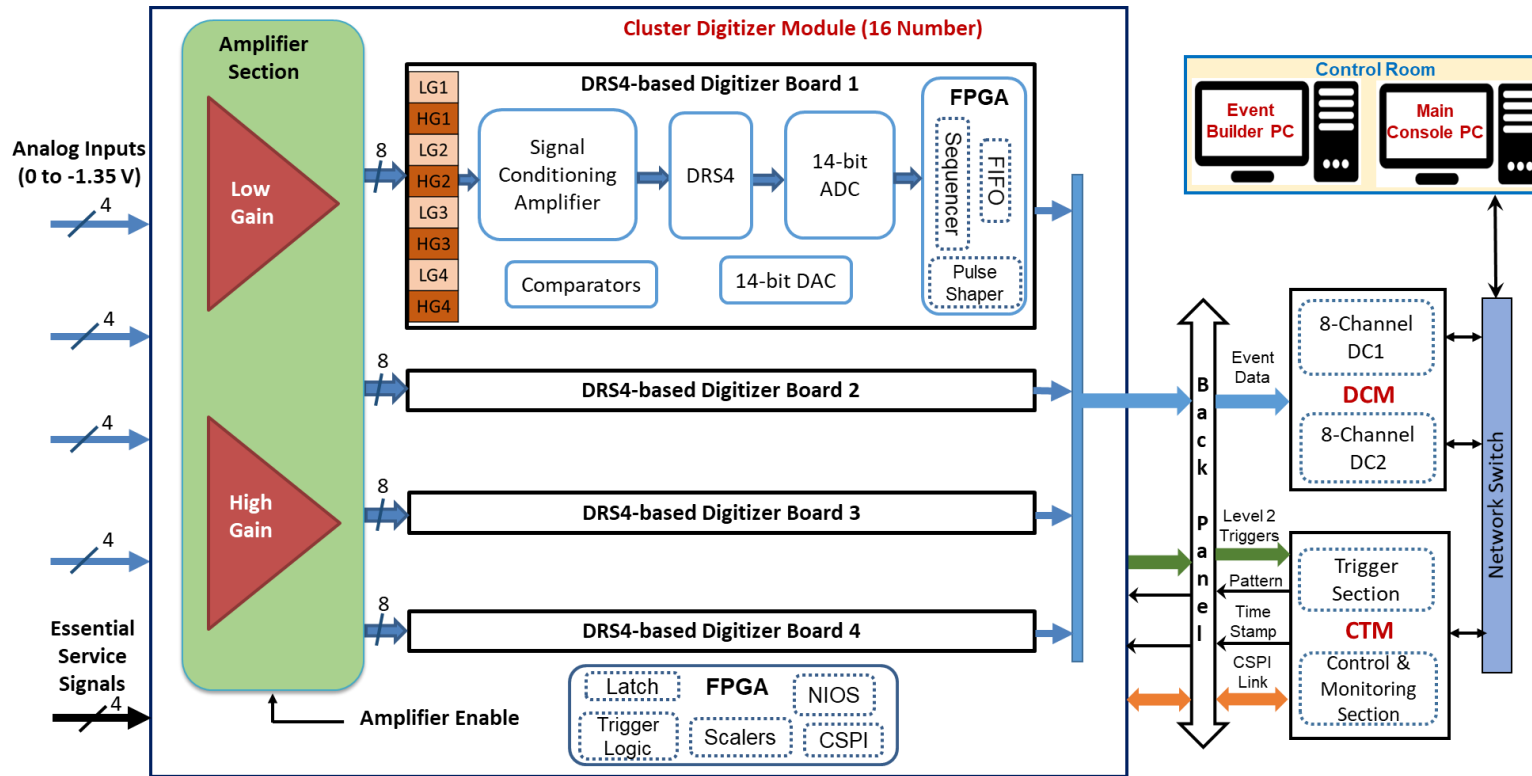 Cluster Digitizer Module (16 Number)
Amplifier
Section
Low
Gain
High
Gain
Analog Inputs
(0 to -1.35 V)
4
4
4
4
Essential
Service
Signals
4
Amplifier Enable
8
8
8
8
DRS4-based Digitizer Board 1
LG1
HG1
LG2
HG2
LG3
HG3
LG4
HG4
Signal
Conditioning
Amplifier
DRS4
14-bit
ADC
Comparators
14-bit DAC
FPGA
Sequencer
FIFO
Pulse
Shaper
DRS4-based Digitizer Board 2
DRS4-based Digitizer Board 3
DRS4-based Digitizer Board 4
Latch
FPGA
NIOS
Trigger
Logic
Scalers
CSPI
Back Panel
Event
Data
Level 2
Triggers
Pattern
Time
Stamp
CSPI
Link
Control Room
Event
Builder PC
Main
Console PC
8-Channel
DC1
DCM
8-Channel
DC2
Trigger
Section
CTM
Control &
Monitoring
Section
Network Switch